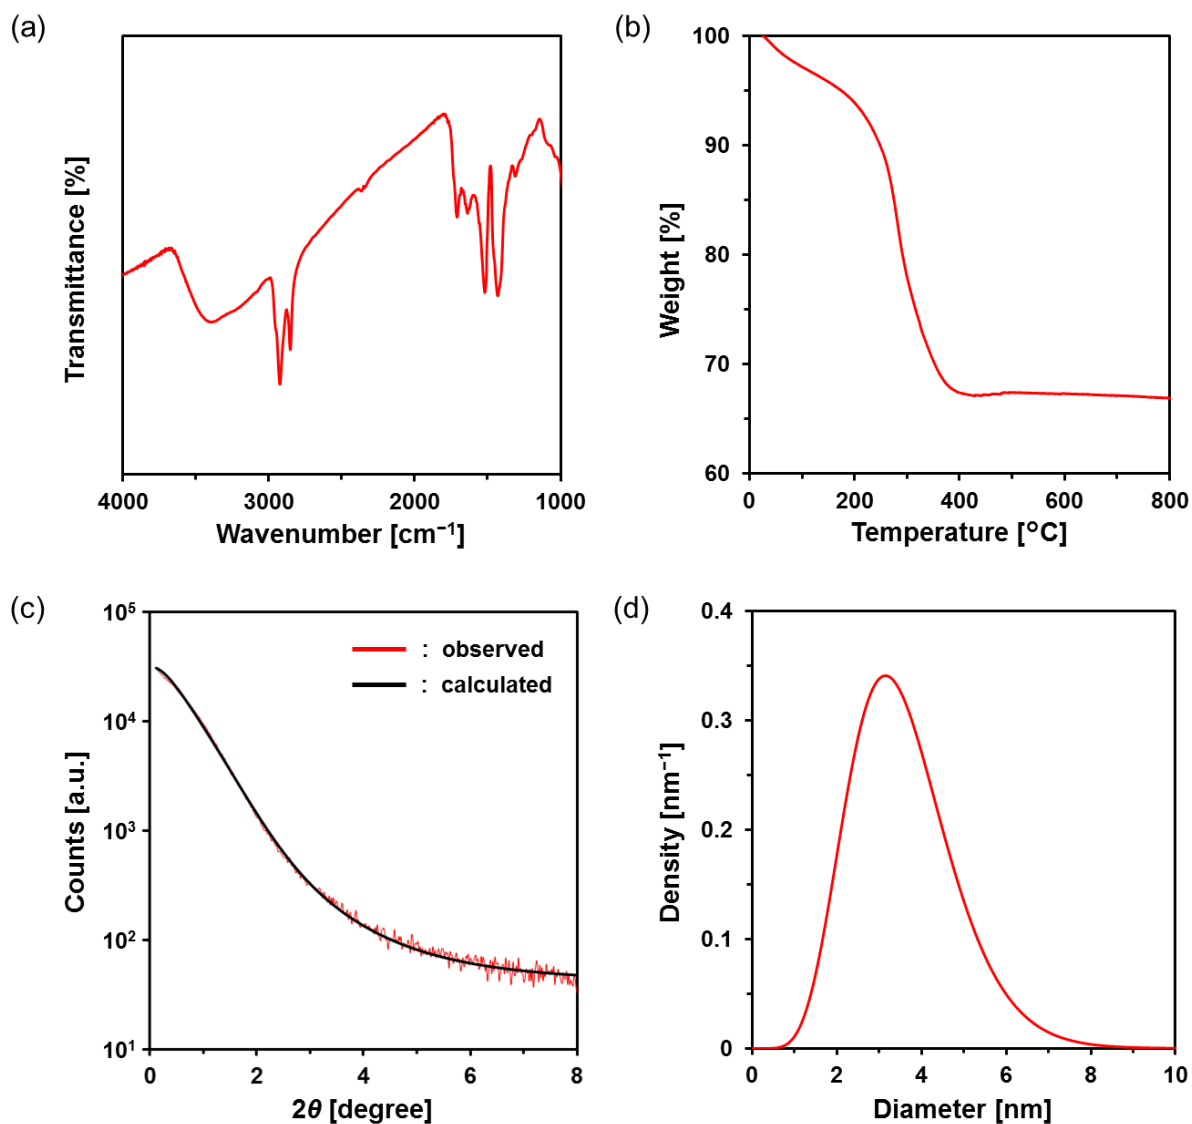 (a)
Transmittance [%]
4000 3000 2000 1000
Wavenumber [cm⁻¹]
(b)
100
90
80
70
60
Weight [%]
0 200 400 600 800
Temperature [°C]
(c)
10⁵
10⁴
10³
10²
10¹
Counts [a.u.]
: observed
: calculated
0 2 4 6 8
2θ [degree]
(d)
0.4
0.3
0.2
0.1
0
Density [nm⁻¹]
0 2 4 6 8 10
Diameter [nm]